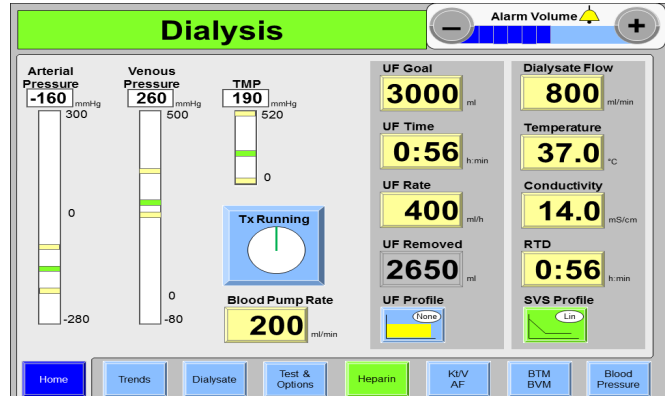 Dialysis
Alarm Volume
Arterial Pressure
-160 mmHg
300
0
-280
Venous Pressure
260 mmHg
500
0
-80
TMP
190 mmHg
520
0
Tx Running
Blood Pump Rate
200 ml/min
UF Goal
3000 ml
UF Time
0:56 h:min
UF Rate
400 ml/h
UF Removed
2650 ml
UF Profile
None
Dialysate Flow
800 ml/min
Temperature
37.0 °C
Conductivity
14.0 mS/cm
RTD
0:56 h:min
SVS Profile
Lin
Home
Trends
Dialysate
Test &
Options
Heparin
Kt/V
AF
BTM
BVM
Blood
Pressure